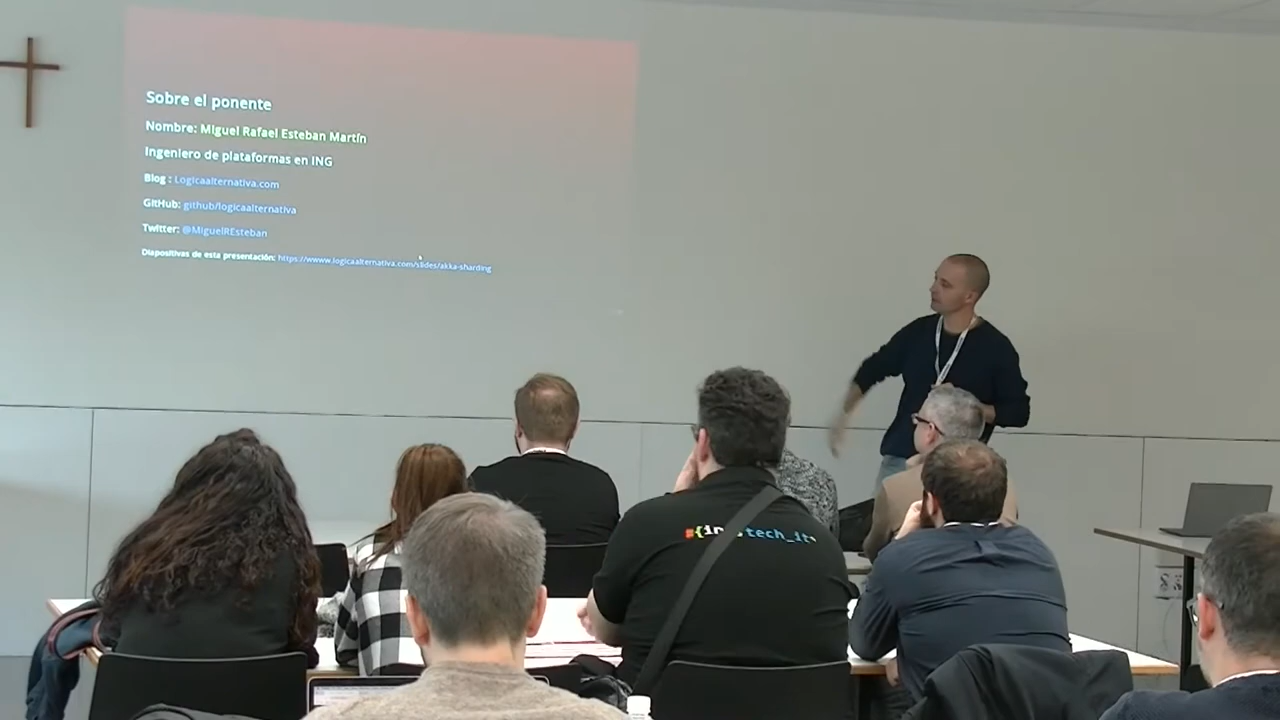 Sobre el ponente
Nombre: Miguel Rafael Esteban Martín
Ingeniero de plataformas en ING
Blog : Logicaalternativa.com
GitHub: github/logicaalternativa
Twitter: @MiguelREsteban
Diapositivas de esta presentación: https://www.logicaalternativa.com/slides/akka-sharding